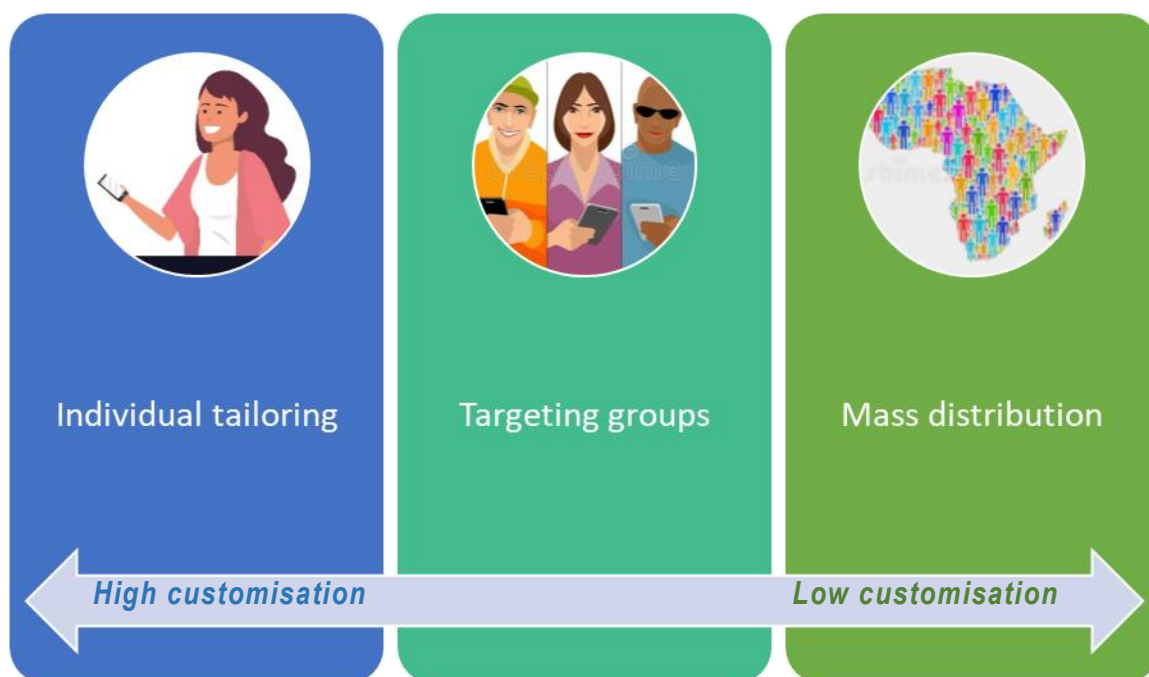 Individual tailoring
Targeting groups
Mass distribution
High customisation
Low customisation